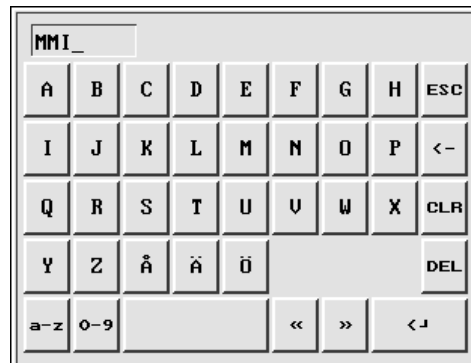 MMI_
A B C D E F G H ESC
I J K L M N O P <-
Q R S T U V W X CLR
Y Z Å Ä Ö DEL
a-z 0-9 « » <┘